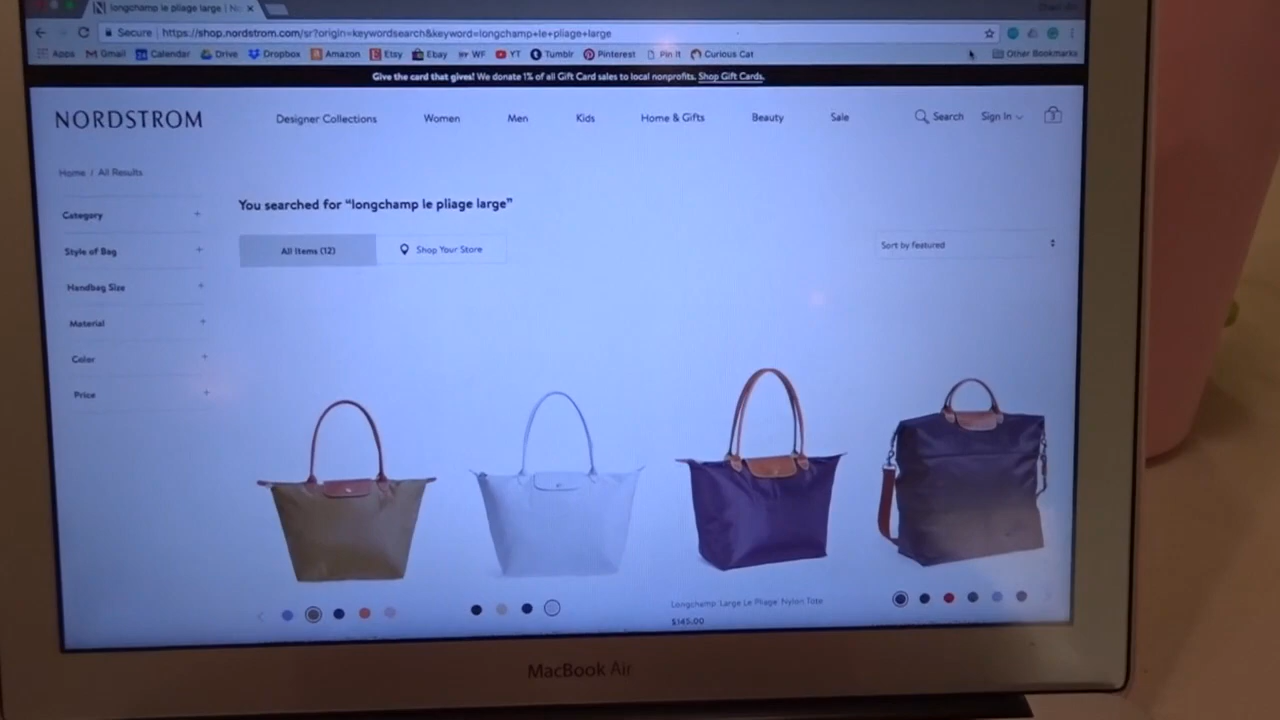 longchamp le pliage large | No
Secure https://shop.nordstrom.com/sr?origin=keywordsearch&keyword=longchamp+le+pliage+large
Apps Gmail Calendar Drive Dropbox Amazon Etsy Ebay WF YT Tumblr Pinterest Pin It Curious Cat Other Bookmarks
Give the card that gives! We donate 1% of all Gift Card sales to local nonprofits. Shop Gift Cards.
NORDSTROM Designer Collections Women Men Kids Home & Gifts Beauty Sale Search Sign In 3
Home / All Results
You searched for “longchamp le pliage large”
Category +
Style of Bag +
Handbag Size +
Material +
Color +
Price +
All Items (12) Shop Your Store Sort by featured
Longchamp 'Large Le Pliage' Nylon Tote
$145.00
MacBook Air